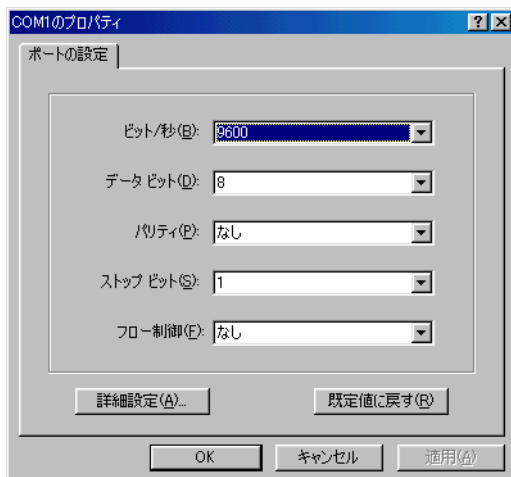 COM1のプロパティ
ポートの設定
ビット/秒(B): 9600
データ ビット(D): 8
パリティ(P): なし
ストップ ビット(S): 1
フロー制御(F): なし
詳細設定(A)... 既定値に戻す(R)
OK キャンセル 適用(A)